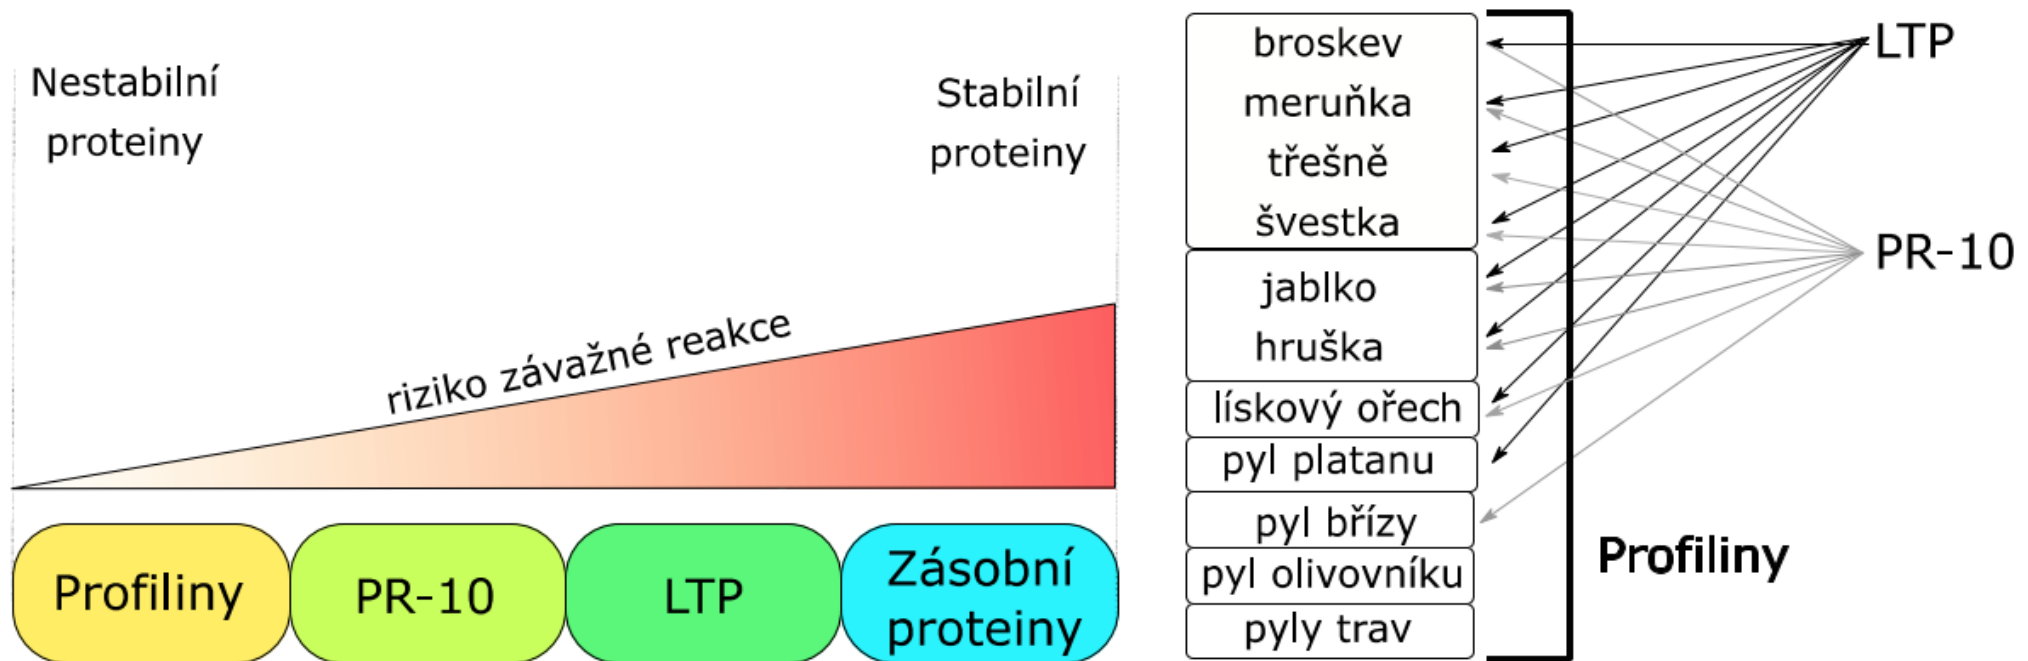 Nestabilní
proteiny
Stabilní
proteiny
riziko závažné reakce
Profiliny
PR-10
LTP
Zásobní
proteiny
broskev
meruňka
třešně
švestka
jablko
hruška
lískový ořech
pyl platanu
pyl břízy
pyl olivovníku
pyly trav
LTP
PR-10
Profiliny